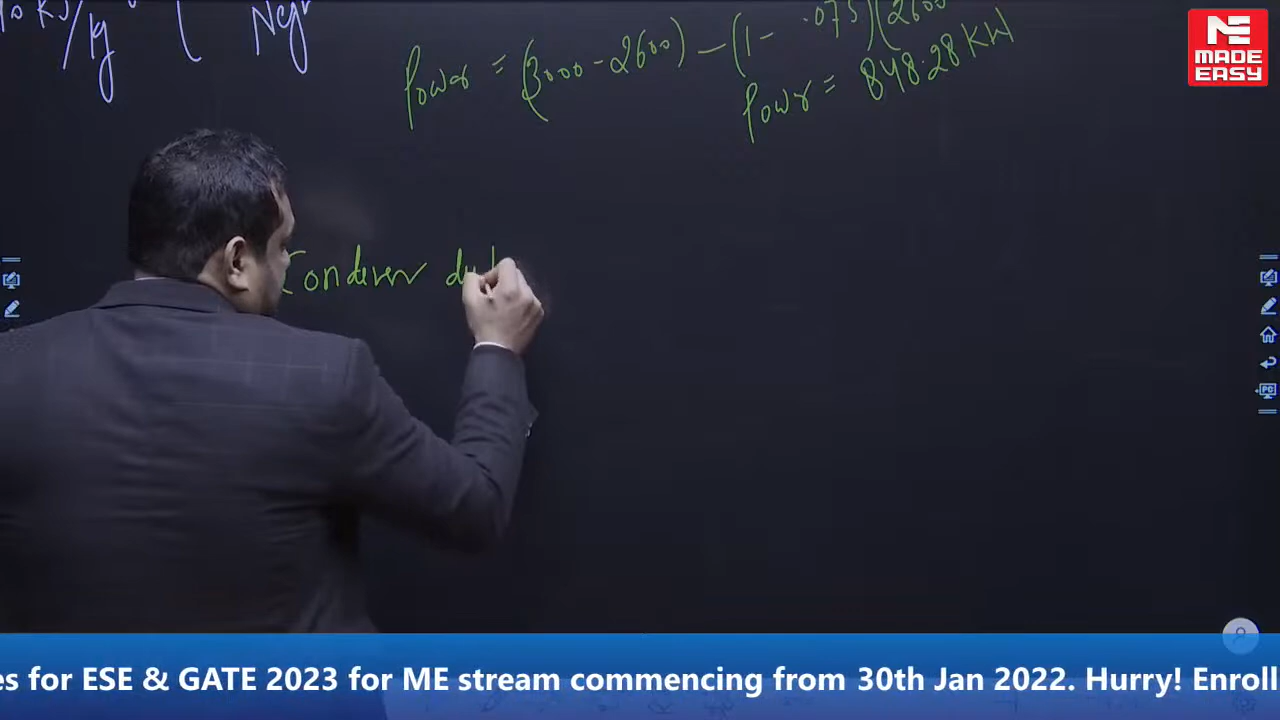 10 KJ/kg
Power = (3000 - 2600) - (1 - .075)(2600
Power = 848.28 KW
MADE
EASY
Condenser
es for ESE & GATE 2023 for ME stream commencing from 30th Jan 2022. Hurry! Enroll